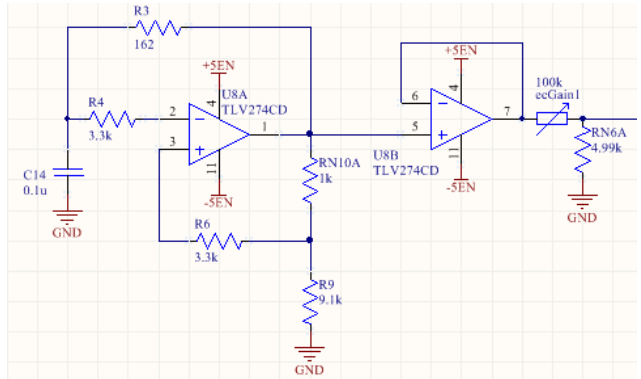 R3
162
+5EN
U8A
TLV274CD
4
R4
3.3k
2
3
1
11
-5EN
C14
0.1u
GND
RN10A
1k
R6
3.3k
R9
9.1k
GND
+5EN
4
6
5
7
U8B
TLV274CD
11
-5EN
100k
ccGain1
RN6A
4.99k
GND